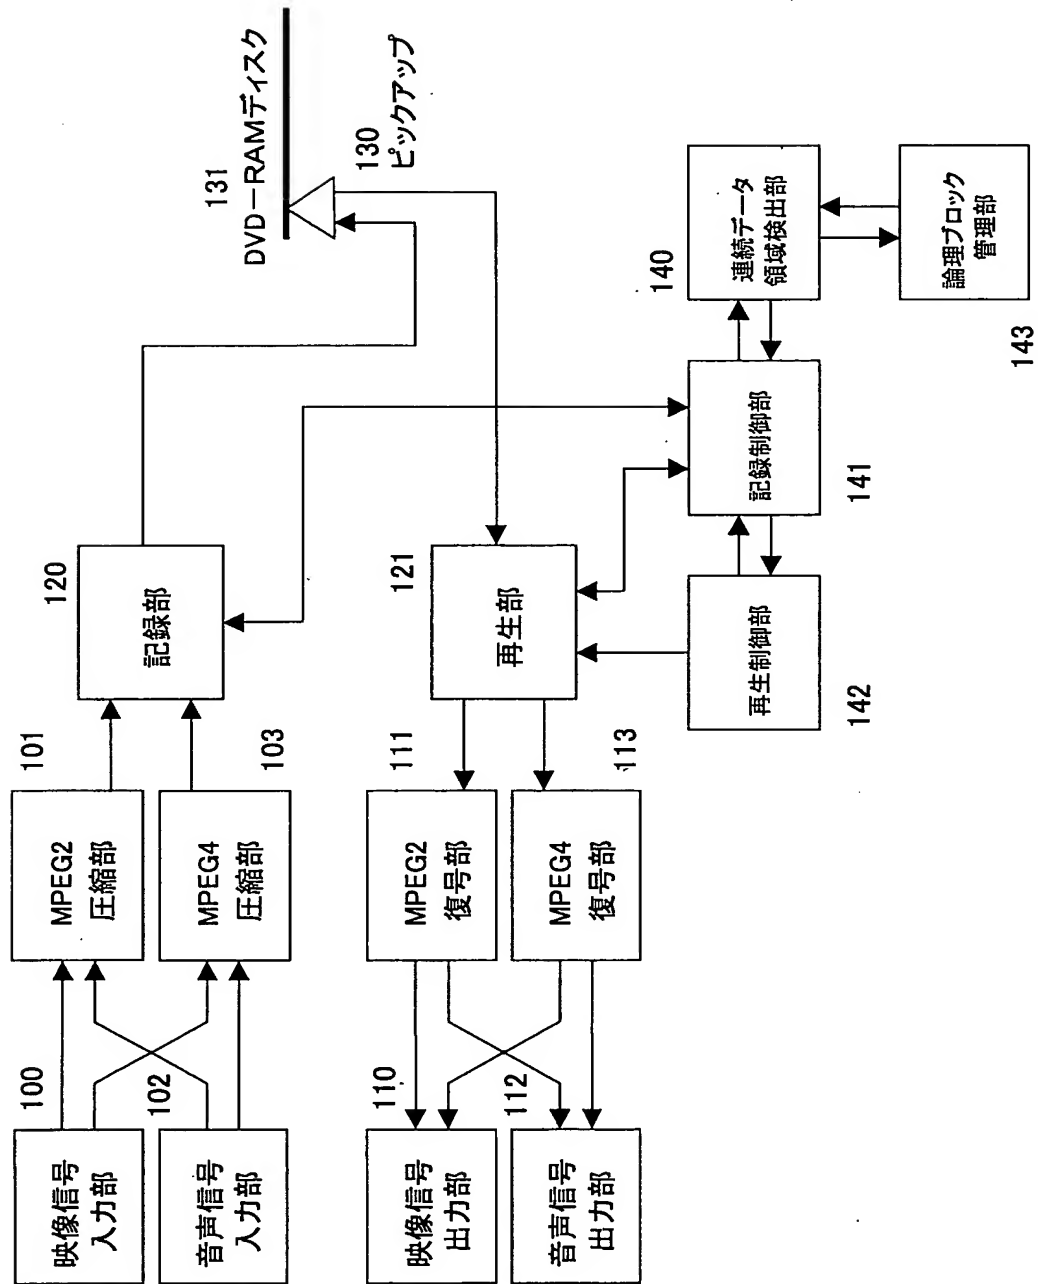 100
映像信号
入力部
102
音声信号
入力部
101
MPEG2
圧縮部
103
MPEG4
圧縮部
120
記録部
131
DVD－RAMディスク
130
ピックアップ
110
映像信号
出力部
112
音声信号
出力部
111
MPEG2
復号部
113
MPEG4
復号部
121
再生部
142
再生制御部
141
記録制御部
140
連続データ
領域検出部
143
論理ブロック
管理部